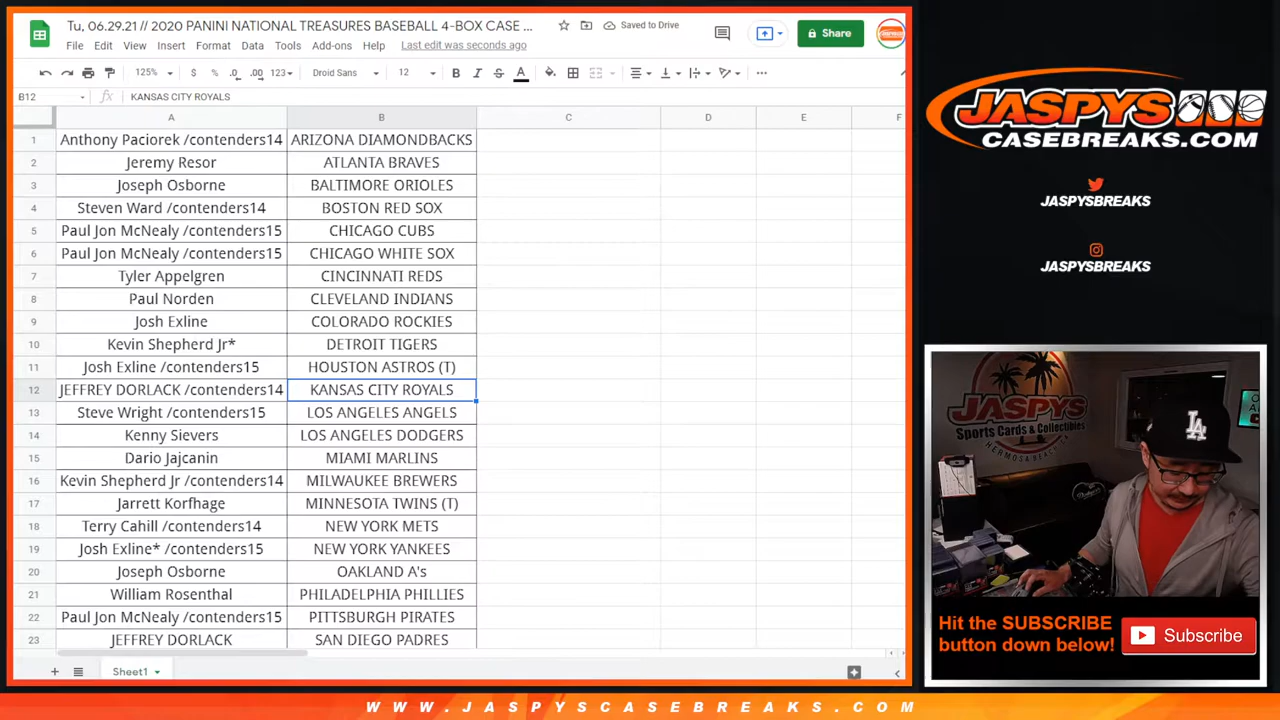 Tu, 06.29.21 // 2020 PANINI NATIONAL TREASURES BASEBALL 4-BOX CASE ...
Saved to Drive
Share
File Edit View Insert Format Data Tools Add-ons Help Last edit was seconds ago
125% $ % .0 .00 123 Droid Sans 12 B I S A
B12 fx KANSAS CITY ROYALS
A B C D E F
1 Anthony Paciorek /contenders14 ARIZONA DIAMONDBACKS
2 Jeremy Resor ATLANTA BRAVES
3 Joseph Osborne BALTIMORE ORIOLES
4 Steven Ward /contenders14 BOSTON RED SOX
5 Paul Jon McNealy /contenders15 CHICAGO CUBS
6 Paul Jon McNealy /contenders15 CHICAGO WHITE SOX
7 Tyler Appelgren CINCINNATI REDS
8 Paul Norden CLEVELAND INDIANS
9 Josh Exline COLORADO ROCKIES
10 Kevin Shepherd Jr* DETROIT TIGERS
11 Josh Exline /contenders15 HOUSTON ASTROS (T)
12 JEFFREY DORLACK /contenders14 KANSAS CITY ROYALS
13 Steve Wright /contenders15 LOS ANGELES ANGELS
14 Kenny Sievers LOS ANGELES DODGERS
15 Dario Jajcanin MIAMI MARLINS
16 Kevin Shepherd Jr /contenders14 MILWAUKEE BREWERS
17 Jarrett Korfhage MINNESOTA TWINS (T)
18 Terry Cahill /contenders14 NEW YORK METS
19 Josh Exline* /contenders15 NEW YORK YANKEES
20 Joseph Osborne OAKLAND A's
21 William Rosenthal PHILADELPHIA PHILLIES
22 Paul Jon McNealy /contenders15 PITTSBURGH PIRATES
23 JEFFREY DORLACK SAN DIEGO PADRES
Sheet1
JASPYS
CASEBREAKS.COM
JASPYSBREAKS
JASPYSBREAKS
JASPYS
Sports Cards & Collectibles
HERMOSA BEACH
LA
Hit the SUBSCRIBE
button down below!
Subscribe
WWW.JASPYSCASEBREAKS.COM